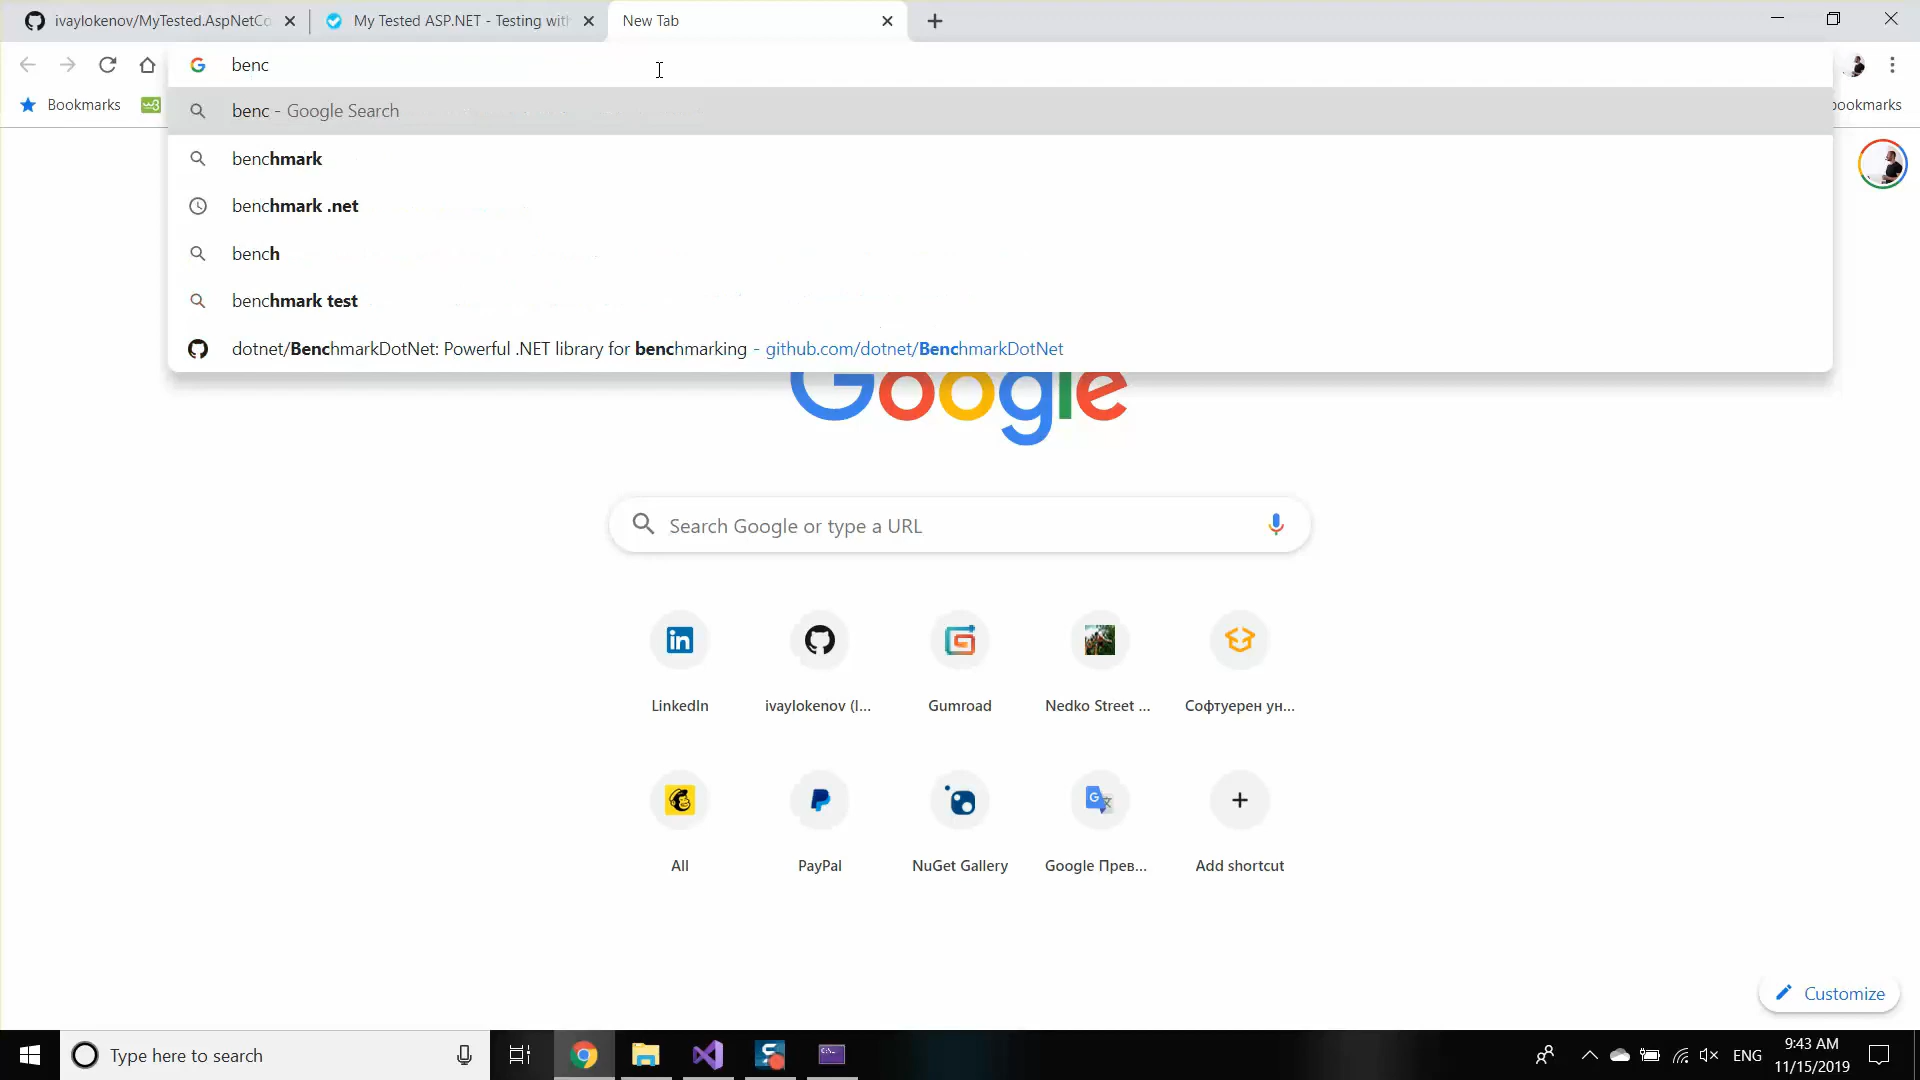 ivaylokenov/MyTested.AspNetCo
My Tested ASP.NET - Testing with
New Tab
benc
Bookmarks
bookmarks
benc - Google Search
benchmark
benchmark .net
bench
benchmark test
dotnet/BenchmarkDotNet: Powerful .NET library for benchmarking - github.com/dotnet/BenchmarkDotNet
Google
Search Google or type a URL
LinkedIn
ivaylokenov (I...
Gumroad
Nedko Street ...
Софтуерен ун...
All
PayPal
NuGet Gallery
Google Прев...
Add shortcut
Customize
Type here to search
ENG
9:43 AM
11/15/2019